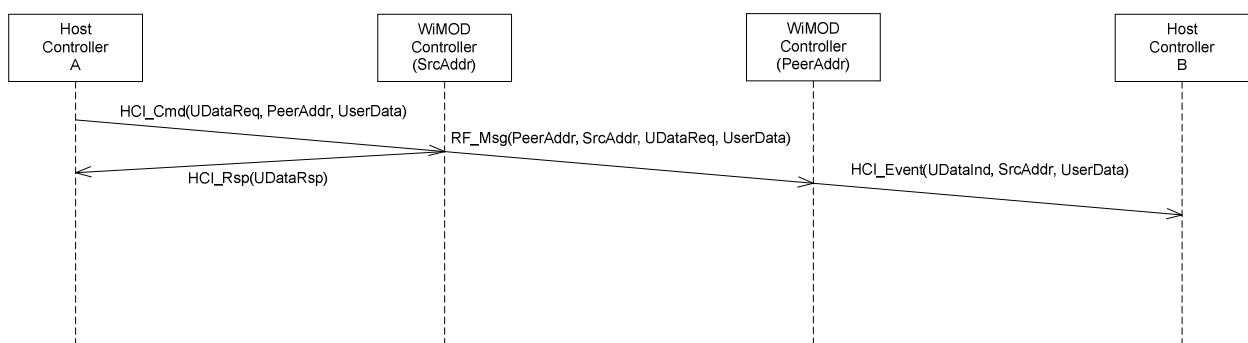 Host
Controller
A
WiMOD
Controller
(SrcAddr)
WiMOD
Controller
(PeerAddr)
Host
Controller
B
HCI_Cmd(UDataReq, PeerAddr, UserData)
RF_Msg(PeerAddr, SrcAddr, UDataReq, UserData)
HCI_Rsp(UDataRsp)
HCI_Event(UDataInd, SrcAddr, UserData)